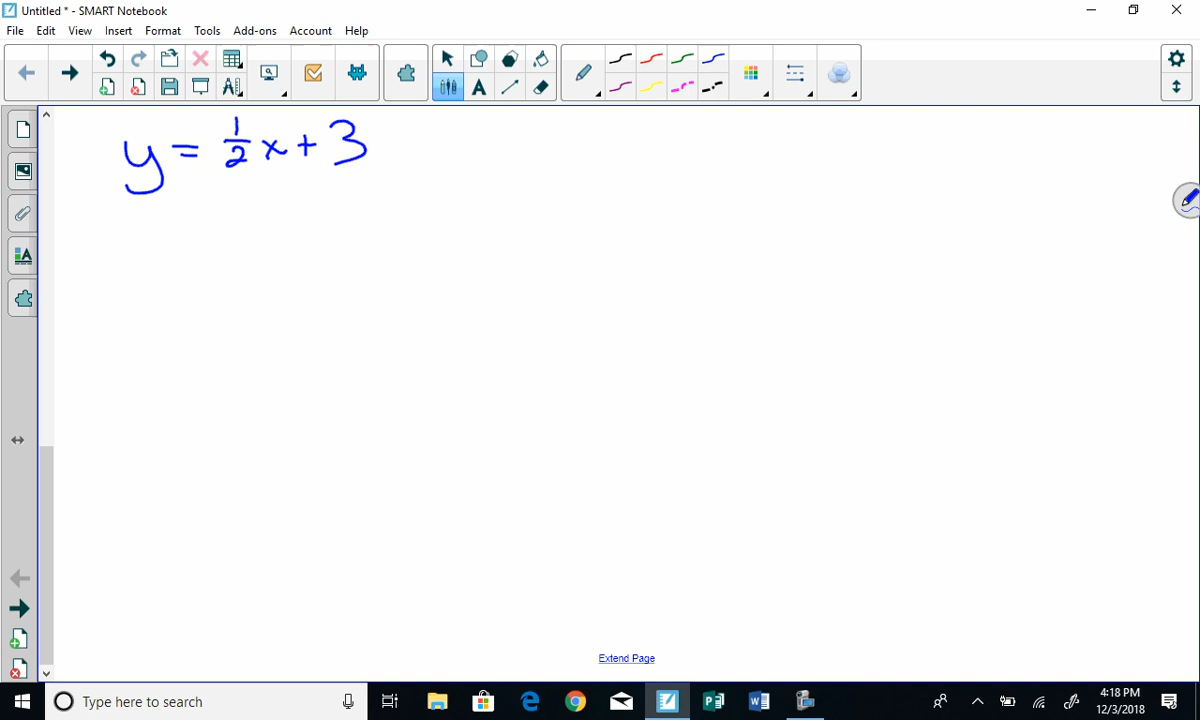 Untitled * - SMART Notebook
File Edit View Insert Format Tools Add-ons Account Help
y = 1/2 x + 3
Extend Page
Type here to search
4:18 PM
12/3/2018